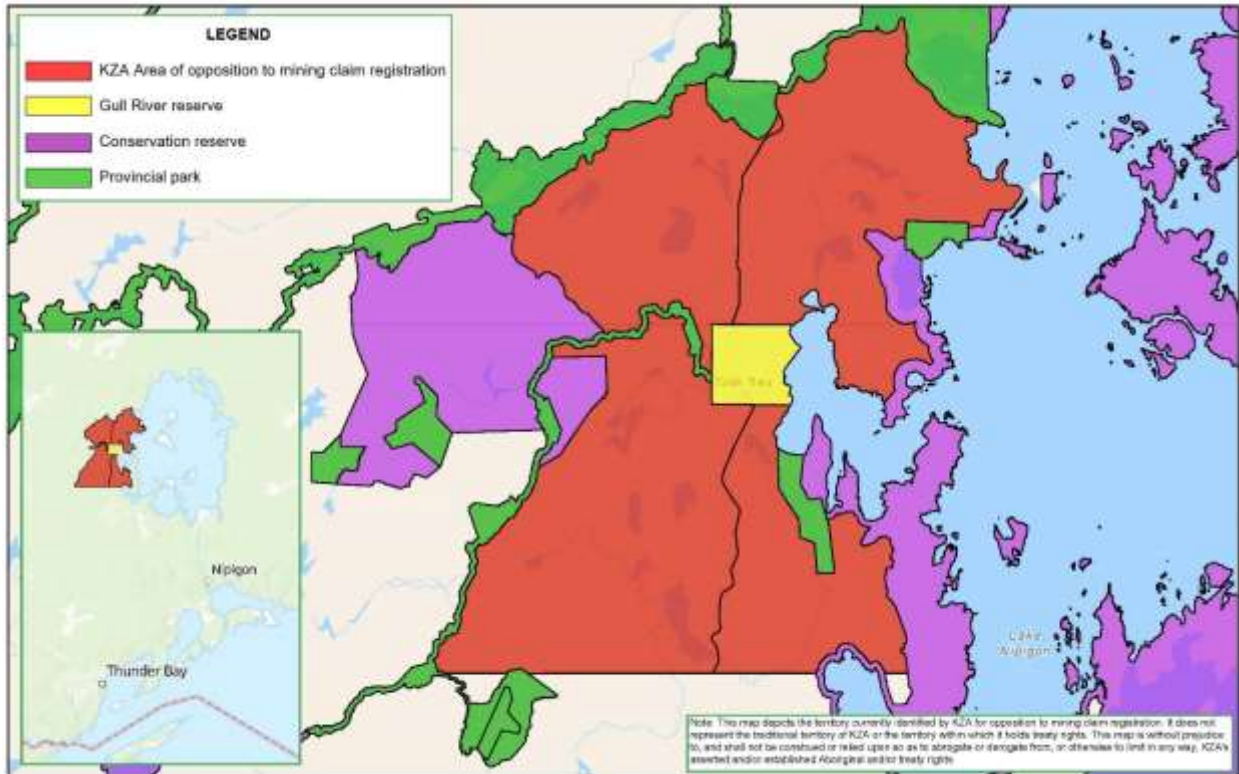 LEGEND
KZA Area of opposition to mining claim registration
Gull River reserve
Conservation reserve
Provincial park
Nipigon
Thunder Bay
Lake
Nipigon
Note: This map depicts the territory currently identified by KZA for opposition to mining claim registration. It does not
represent the traditional territory of KZA or the territory within which it holds treaty rights. This map is without prejudice
to, and shall not be construed or relied upon so as to abrogate or derogate from, or otherwise to limit in any way, KZA's
asserted and/or established Aboriginal and/or treaty rights